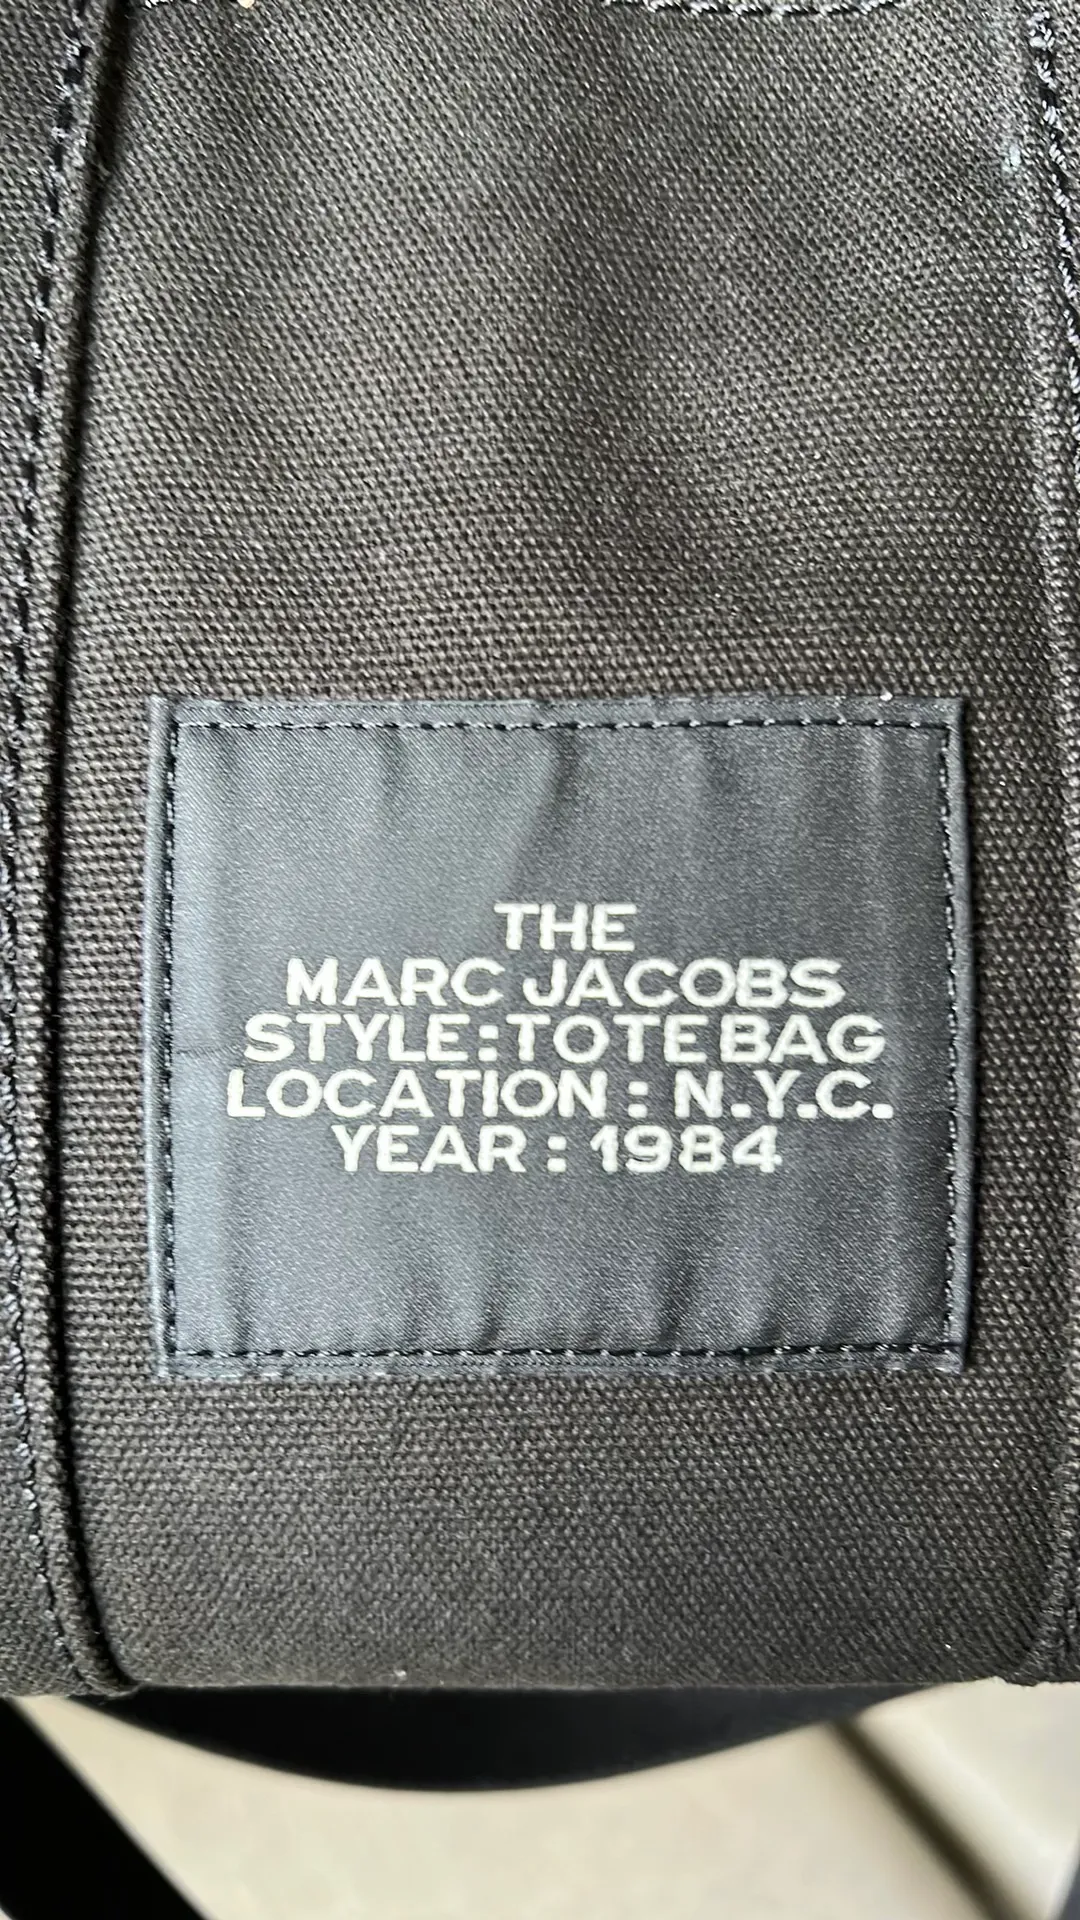 THE
MARC JACOBS
STYLE:TOTE BAG
LOCATION : N.Y.C.
YEAR : 1984